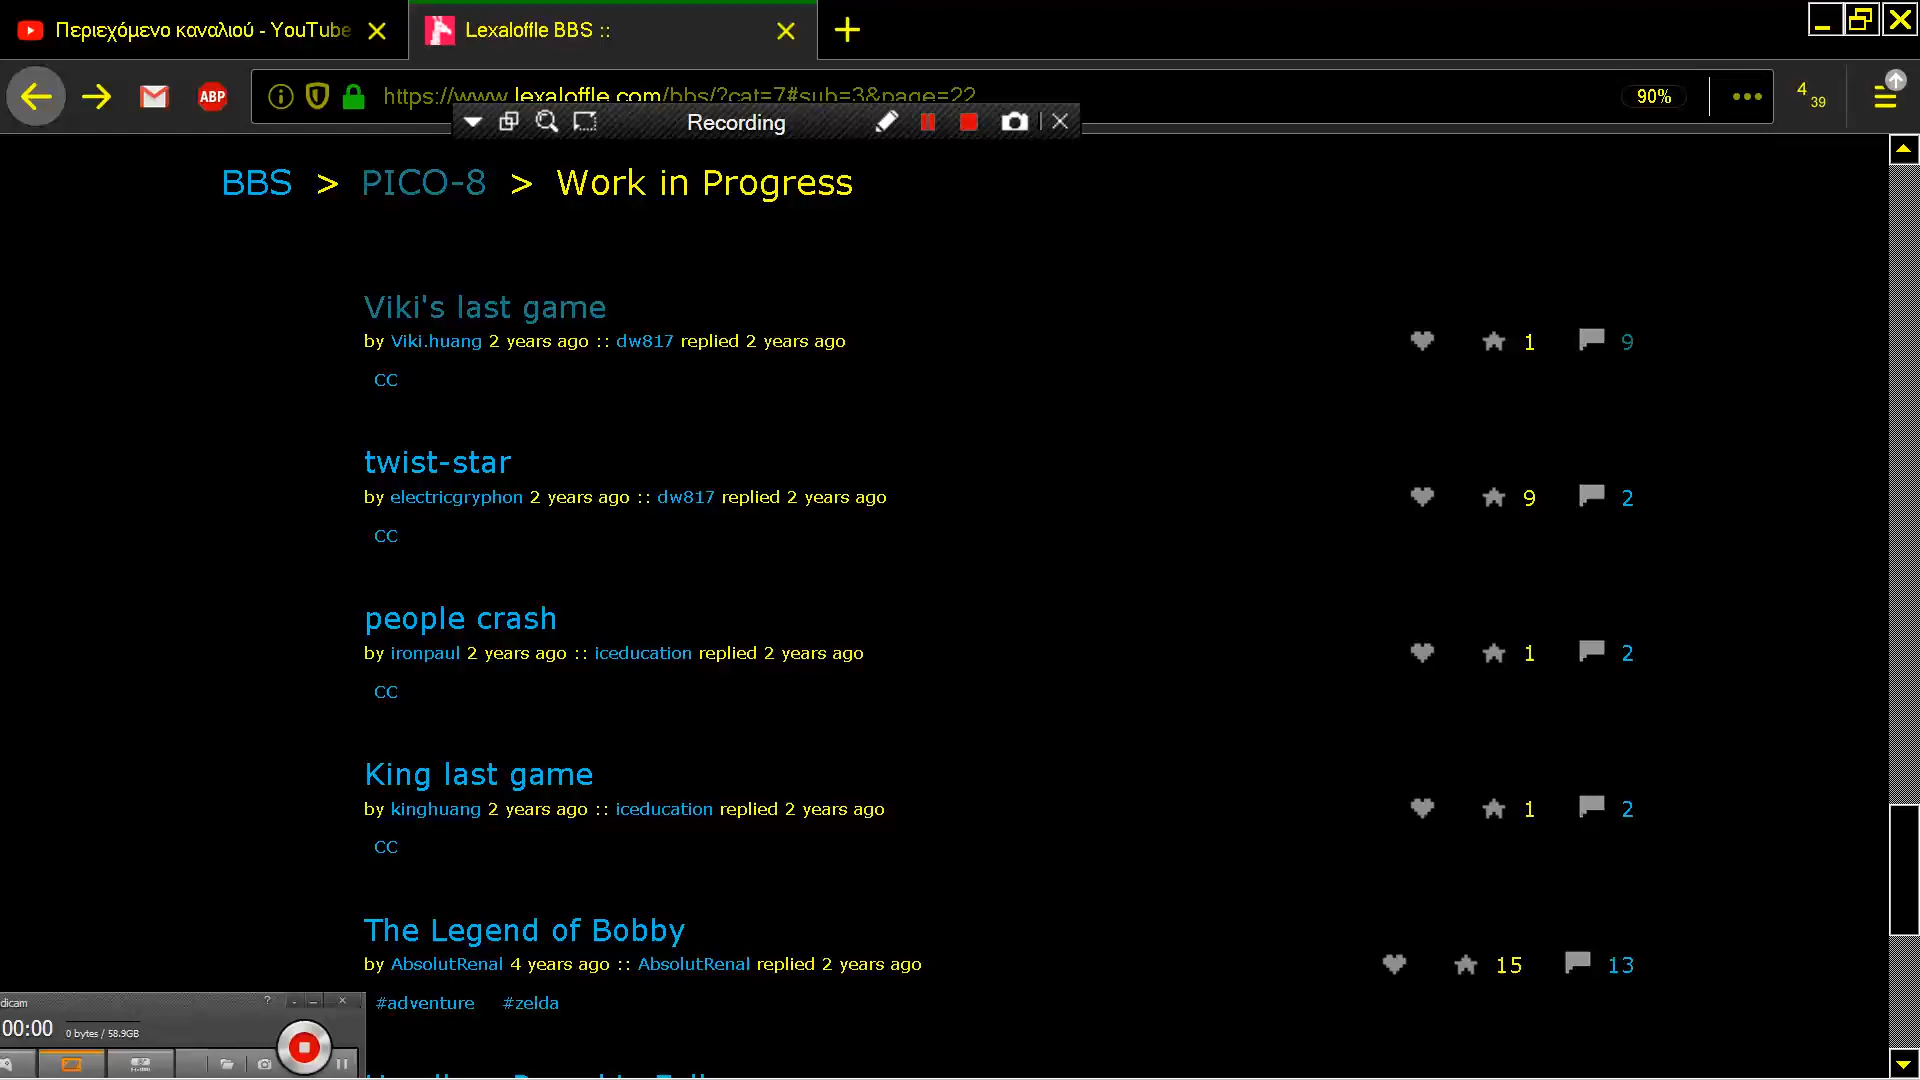 Περιεχόμενο καναλιού - YouTube
Lexaloffle BBS ::
ABP
https://www.lexaloffle.com/bbs/?cat=7#sub=3&page=22
90%
4
39
Recording
BBS > PICO-8 > Work in Progress
Viki's last game
by Viki.huang 2 years ago :: dw817 replied 2 years ago
1
9
CC
twist-star
by electricgryphon 2 years ago :: dw817 replied 2 years ago
9
2
CC
people crash
by ironpaul 2 years ago :: iceducation replied 2 years ago
1
2
CC
King last game
by kinghuang 2 years ago :: iceducation replied 2 years ago
1
2
CC
The Legend of Bobby
by AbsolutRenal 4 years ago :: AbsolutRenal replied 2 years ago
15
13
#adventure #zelda
dicam
00:00
0 bytes / 58.9GB